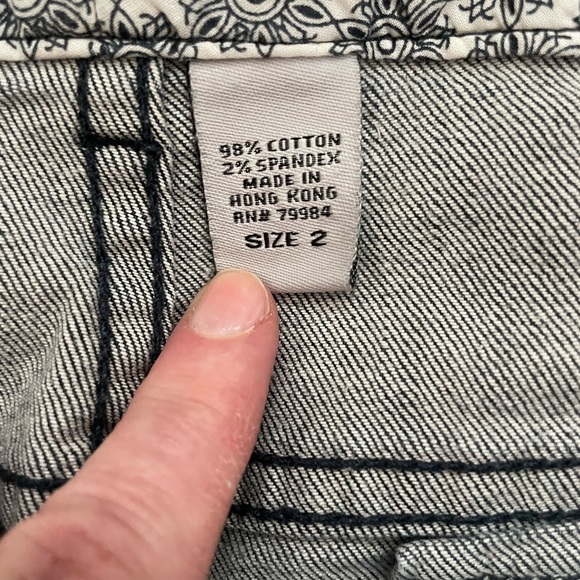 98% COTTON
2% SPANDEX
MADE IN
HONG KONG
RN# 79984
SIZE 2